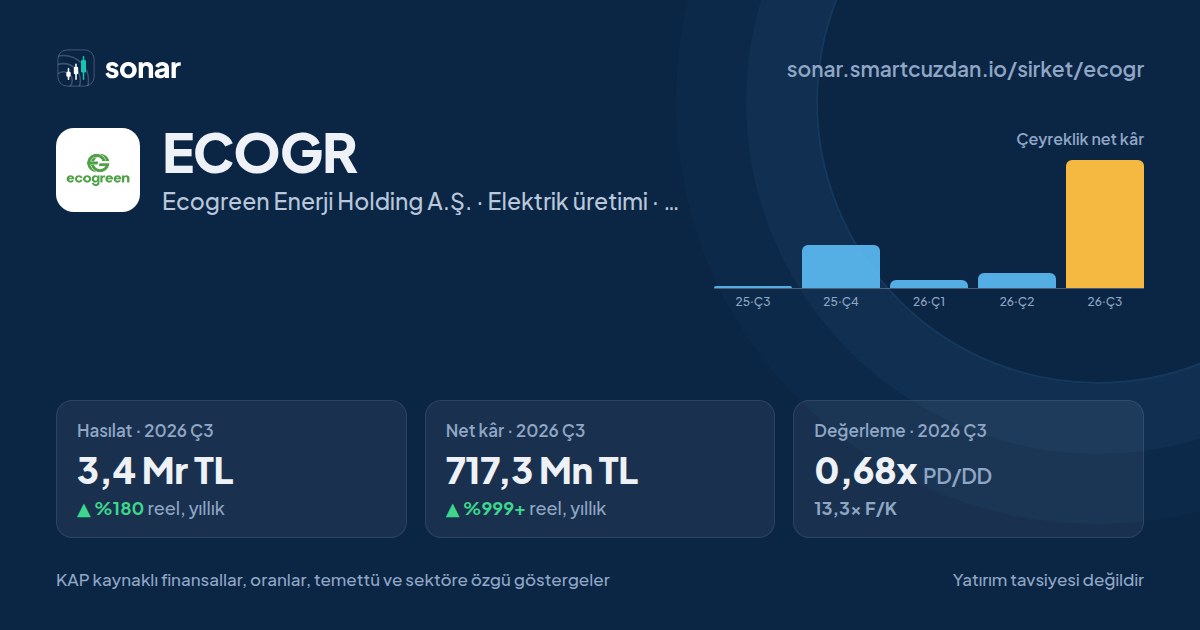 sonar
sonar.smartcuzdan.io/sirket/ecogr
ecogreen
ECOGR
Ecogreen Enerji Holding A.Ş. · Elektrik üretimi · ...
Çeyreklik net kâr
25-Ç3 25-Ç4 26-Ç1 26-Ç2 26-Ç3
Hasılat · 2026 Ç3
3,4 Mr TL
▲ %180 reel, yıllık
Net kâr · 2026 Ç3
717,3 Mn TL
▲ %999+ reel, yıllık
Değerleme · 2026 Ç3
0,68x PD/DD
13,3x F/K
KAP kaynaklı finansallar, oranlar, temettü ve sektöre özgü göstergeler
Yatırım tavsiyesi değildir